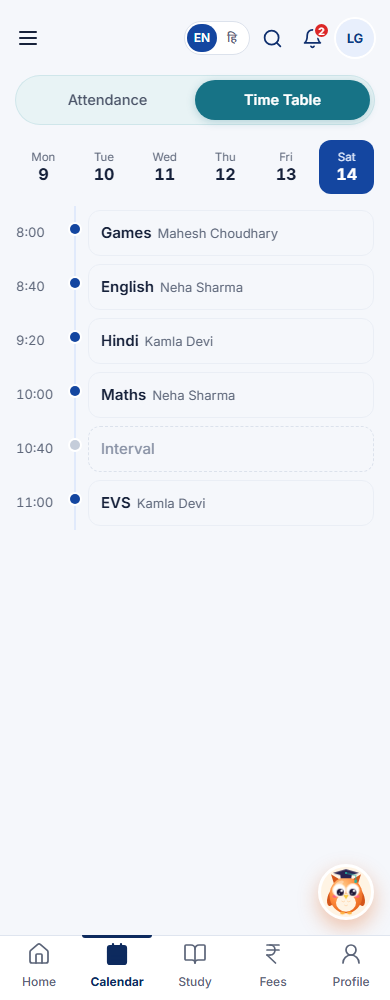 EN हि 2 LG
Attendance Time Table
Mon Tue Wed Thu Fri Sat
9 10 11 12 13 14
8:00 Games Mahesh Choudhary
8:40 English Neha Sharma
9:20 Hindi Kamla Devi
10:00 Maths Neha Sharma
10:40 Interval
11:00 EVS Kamla Devi
Home Calendar Study Fees Profile